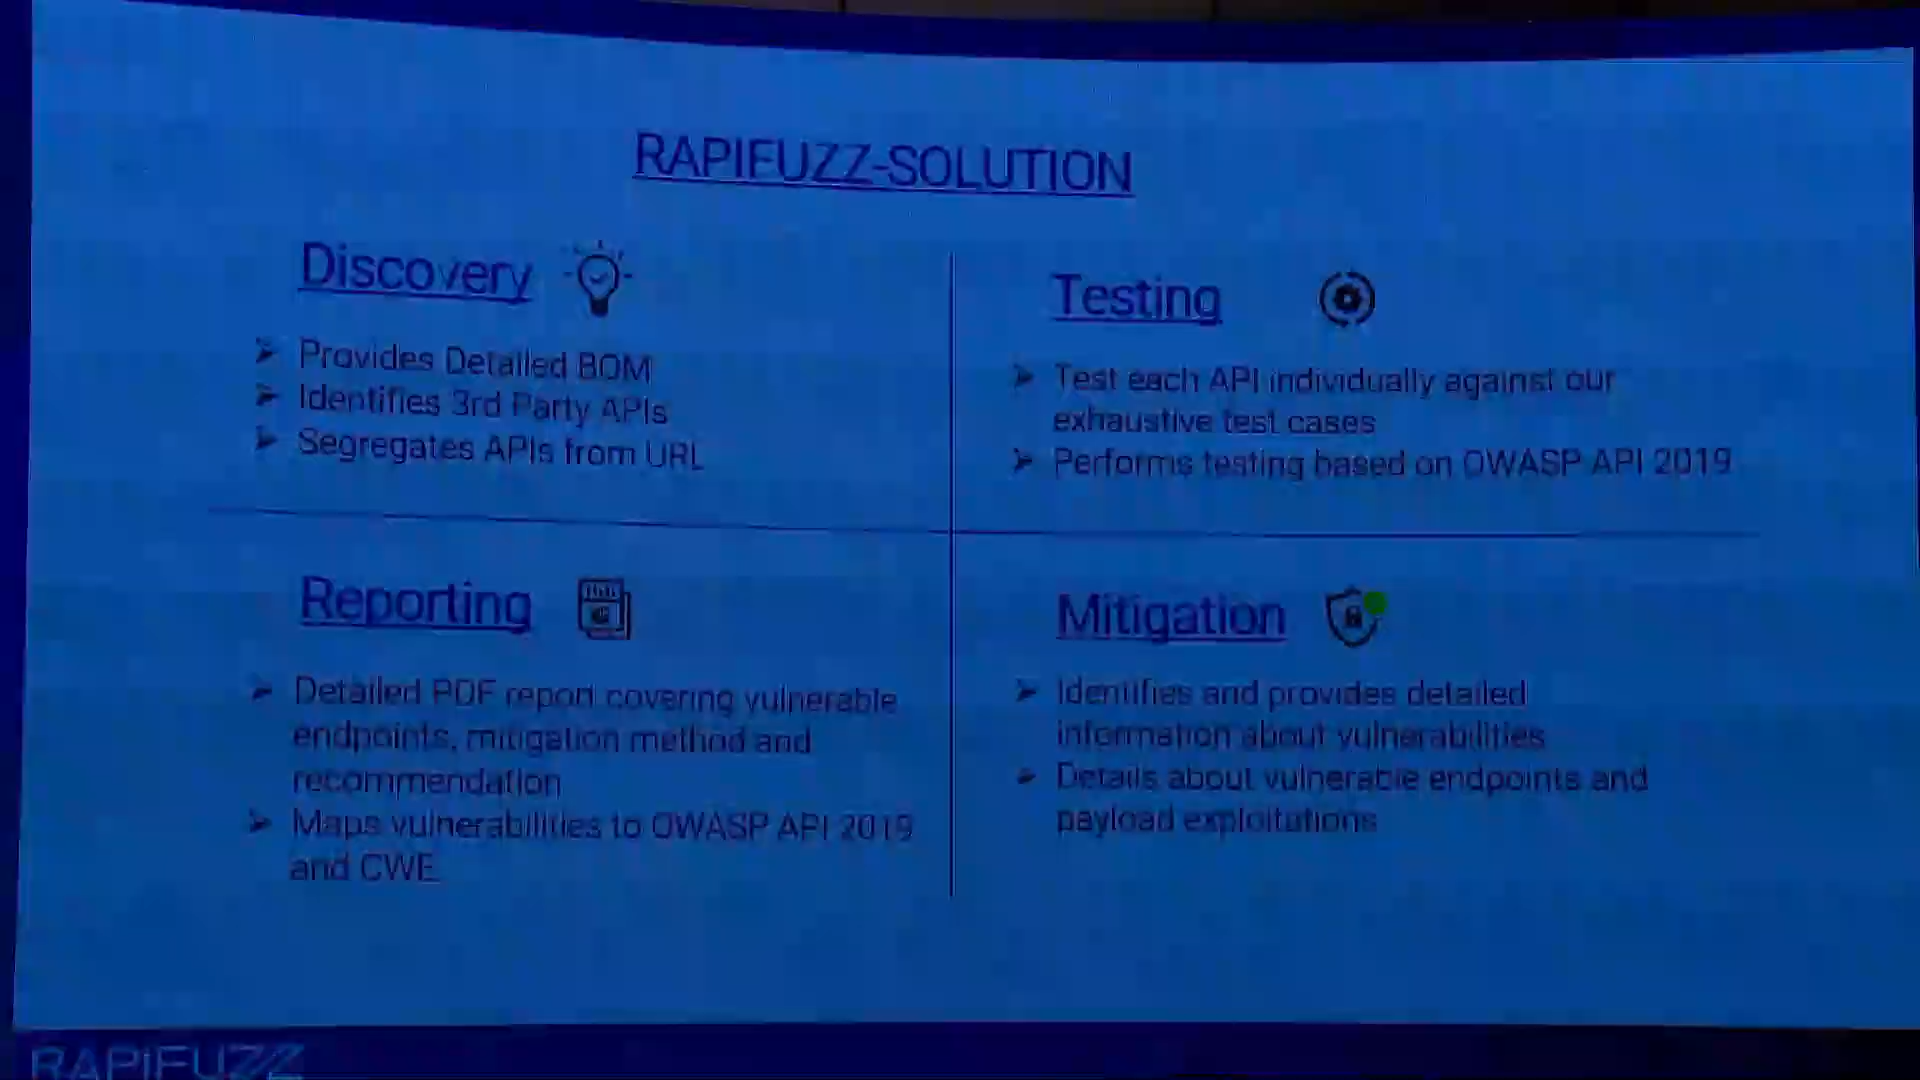 RAPIFUZZ-SOLUTION
Discovery
➢ Provides Detailed BOM
➢ Identifies 3rd Party APIs
➢ Segregates APIs from URL
Testing
➢ Test each API individually against our
exhaustive test cases
➢ Performs testing based on OWASP API 2019
Reporting
➢ Detailed PDF report covering vulnerable
endpoints, mitigation method and
recommendation
➢ Maps vulnerabilities to OWASP API 2019
and CWE
Mitigation
➢ Identifies and provides detailed
information about vulnerabilities
➢ Details about vulnerable endpoints and
payload exploitations
RAPIFUZZ